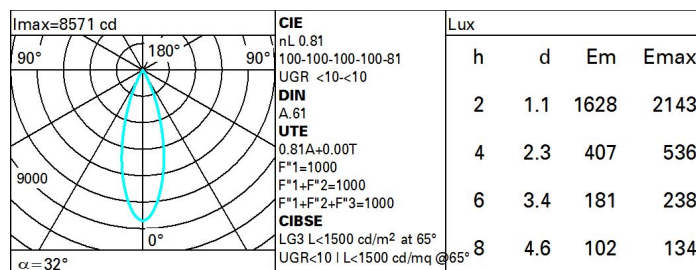 Imax=8571 cd
90°
180°
90°
9000
0°
α=32°
CIE
nL 0.81
100-100-100-100-81
UGR <10-<10
DIN
A.61
UTE
0.81A+0.00T
F"1=1000
F"1+F"2=1000
F"1+F"2+F"3=1000
CIBSE
LG3 L<1500 cd/m² at 65°
UGR<10 | L<1500 cd/mq @65°
Lux
h d Em Emax
2 1.1 1628 2143
4 2.3 407 536
6 3.4 181 238
8 4.6 102 134